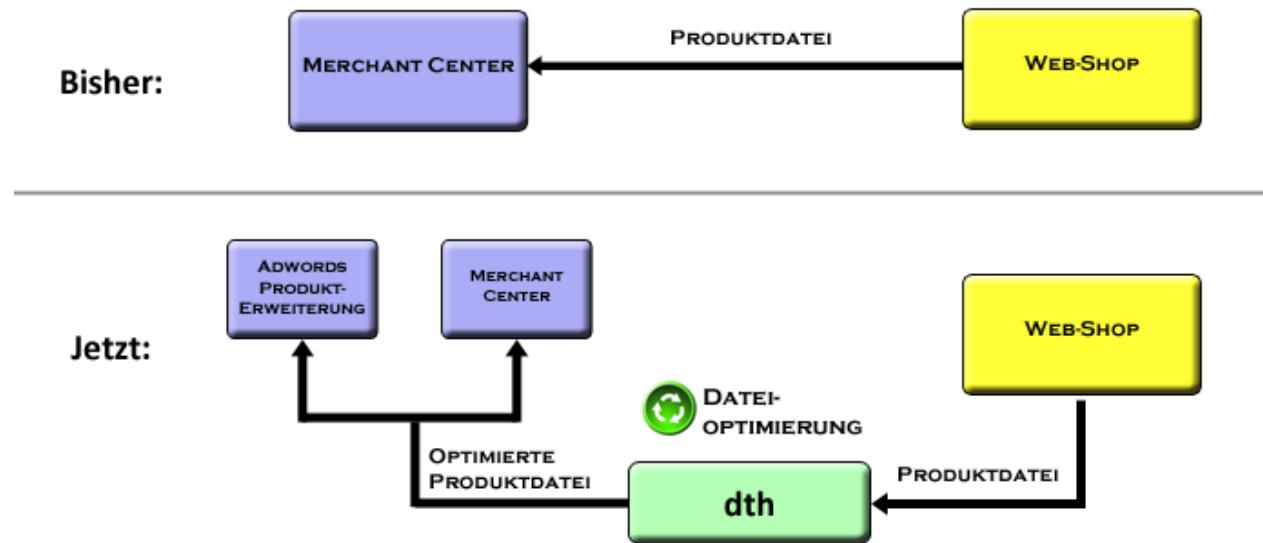 PRODUKTDATEI
MERCHANT CENTER
WEB-SHOP
Bisher:
ADWORDS
PRODUKT-
ERWEITERUNG
MERCHANT
CENTER
WEB-SHOP
Jetzt:
DATEI-
OPTIMIERUNG
OPTIMIERTE
PRODUKTDATEI
PRODUKTDATEI
dth